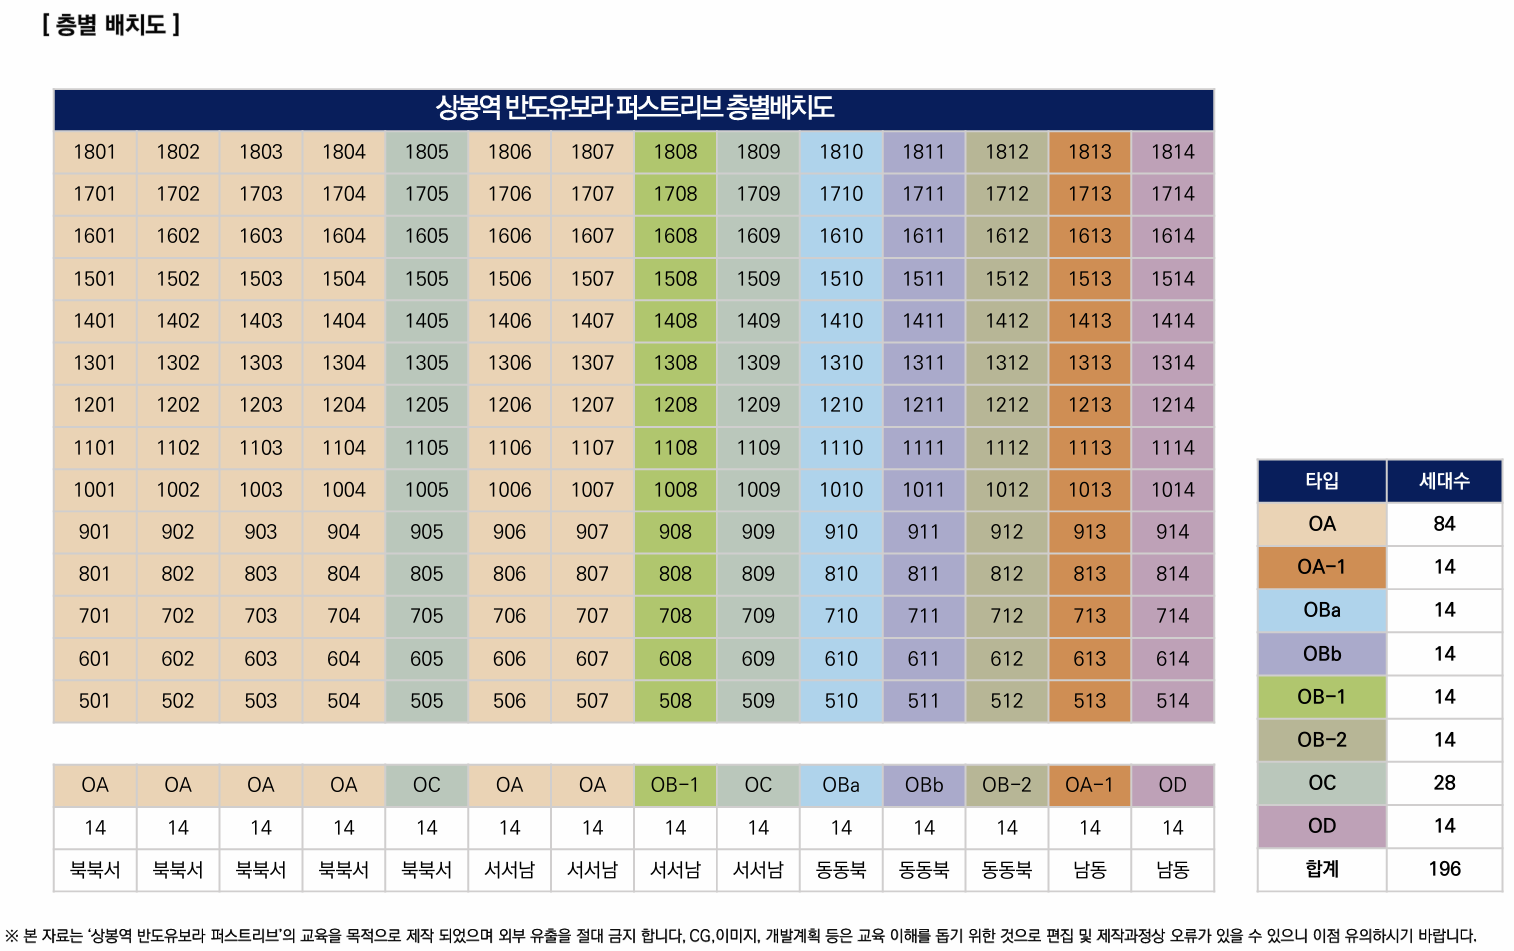 [ 층별 배치도 ]
상봉역 반도유보라 퍼스트리브 층별배치도
1801 1802 1803 1804 1805 1806 1807 1808 1809 1810 1811 1812 1813 1814
1701 1702 1703 1704 1705 1706 1707 1708 1709 1710 1711 1712 1713 1714
1601 1602 1603 1604 1605 1606 1607 1608 1609 1610 1611 1612 1613 1614
1501 1502 1503 1504 1505 1506 1507 1508 1509 1510 1511 1512 1513 1514
1401 1402 1403 1404 1405 1406 1407 1408 1409 1410 1411 1412 1413 1414
1301 1302 1303 1304 1305 1306 1307 1308 1309 1310 1311 1312 1313 1314
1201 1202 1203 1204 1205 1206 1207 1208 1209 1210 1211 1212 1213 1214
1101 1102 1103 1104 1105 1106 1107 1108 1109 1110 1111 1112 1113 1114
1001 1002 1003 1004 1005 1006 1007 1008 1009 1010 1011 1012 1013 1014
901 902 903 904 905 906 907 908 909 910 911 912 913 914
801 802 803 804 805 806 807 808 809 810 811 812 813 814
701 702 703 704 705 706 707 708 709 710 711 712 713 714
601 602 603 604 605 606 607 608 609 610 611 612 613 614
501 502 503 504 505 506 507 508 509 510 511 512 513 514
OA OA OA OA OC OA OA OB-1 OC OBa OBb OB-2 OA-1 OD
14 14 14 14 14 14 14 14 14 14 14 14 14 14
북북서 북북서 북북서 북북서 북북서 서서남 서서남 서서남 서서남 동동북 동동북 동동북 남동 남동
타입 세대수
OA 84
OA-1 14
OBa 14
OBb 14
OB-1 14
OB-2 14
OC 28
OD 14
합계 196
※ 본 자료는 '상봉역 반도유보라 퍼스트리브'의 교육을 목적으로 제작 되었으며 외부 유출을 절대 금지 합니다, CG,이미지, 개발계획 등은 교육 이해를 돕기 위한 것으로 편집 및 제작과정상 오류가 있을 수 있으니 이점 유의하시기 바랍니다.